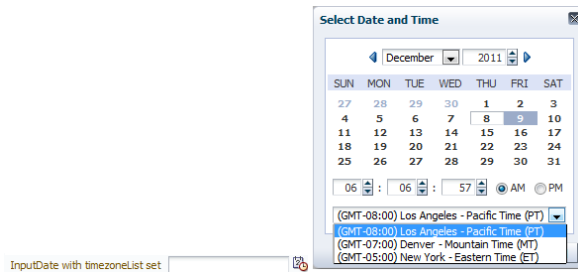 Select Date and Time
December 2011
SUN MON TUE WED THU FRI SAT
27 28 29 30 1 2 3
4 5 6 7 8 9 10
11 12 13 14 15 16 17
18 19 20 21 22 23 24
25 26 27 28 29 30 31
06 : 06 : 57 AM PM
(GMT-08:00) Los Angeles - Pacific Time (PT)
(GMT-08:00) Los Angeles - Pacific Time (PT)
(GMT-07:00) Denver - Mountain Time (MT)
(GMT-05:00) New York - Eastern Time (ET)
InputDate with timezoneList set